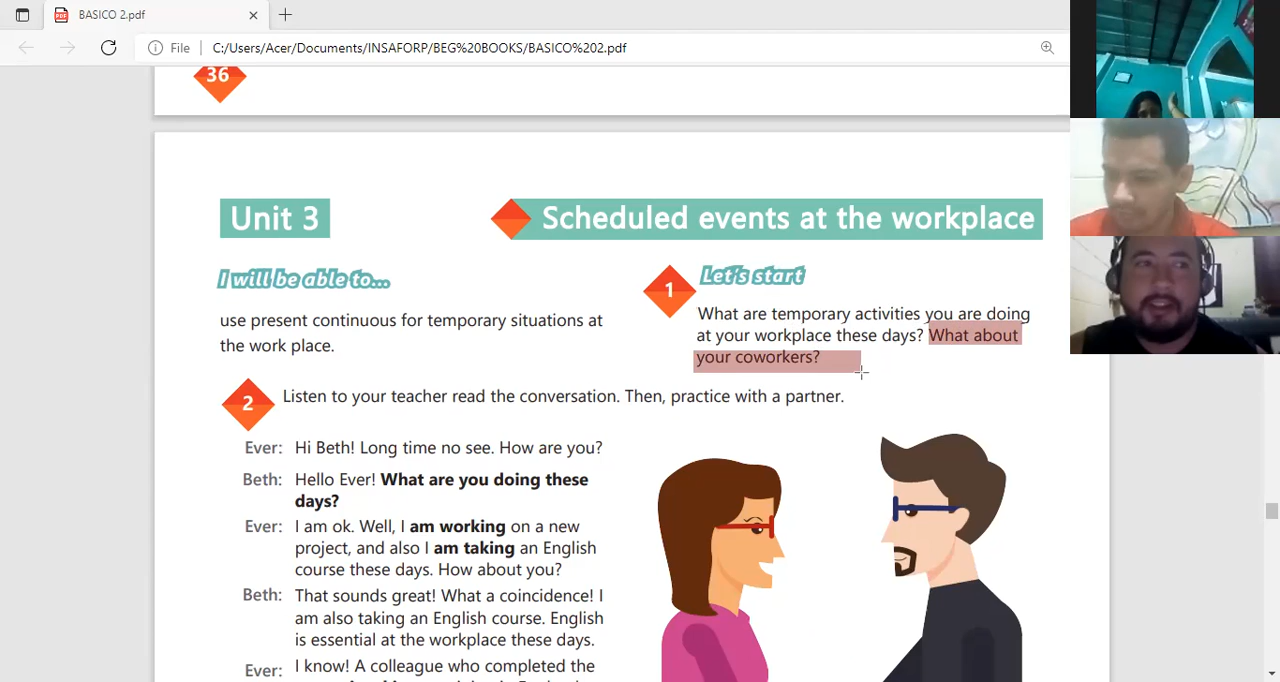 BASICO 2.pdf
File C:/Users/Acer/Documents/INSAFORP/BEG%20BOOKS/BASICO%202.pdf
36
Unit 3
Scheduled events at the workplace
I will be able to...
use present continuous for temporary situations at
the work place.
1
Let's start
What are temporary activities you are doing
at your workplace these days? What about
your coworkers?
2
Listen to your teacher read the conversation. Then, practice with a partner.
Ever: Hi Beth! Long time no see. How are you?
Beth: Hello Ever! What are you doing these
days?
Ever: I am ok. Well, I am working on a new
project, and also I am taking an English
course these days. How about you?
Beth: That sounds great! What a coincidence! I
am also taking an English course. English
is essential at the workplace these days.
Ever: I know! A colleague who completed the